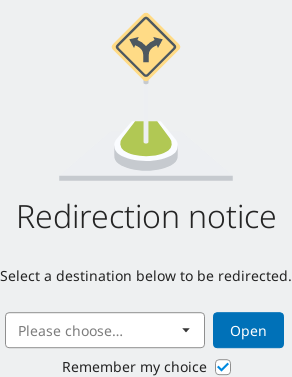 Redirection notice
Select a destination below to be redirected.
Please choose...
Open
Remember my choice